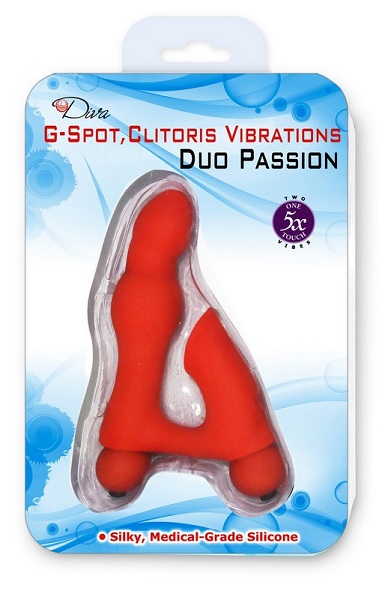 Diva
G-Spot, Clitoris Vibrations
Duo Passion
TWO
ONE
5x
TOUCH
VIBES
• Silky, Medical-Grade Silicone